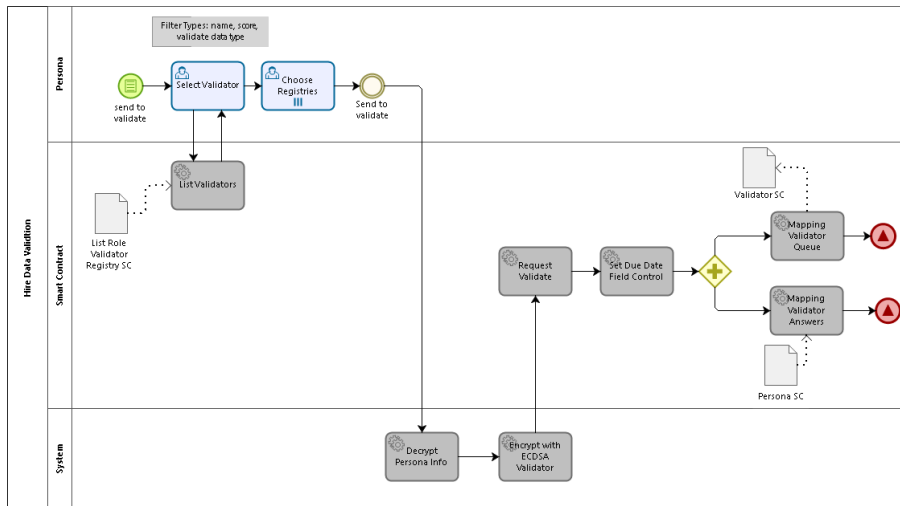 Filter Types: name, score,
validate data type
Hire Data Validtion
Persona
send to
validate
Select Validator
Choose
Registries
Send to
validate
Smart Contract
List Validators
List Role
Validator
Registry SC
Request
Validate
Set Due Date
Field Control
Validator SC
Mapping
Validator
Queue
Mapping
Validator
Answers
Persona SC
System
Decrypt
Persona Info
Encrypt with
ECDSA
Validator